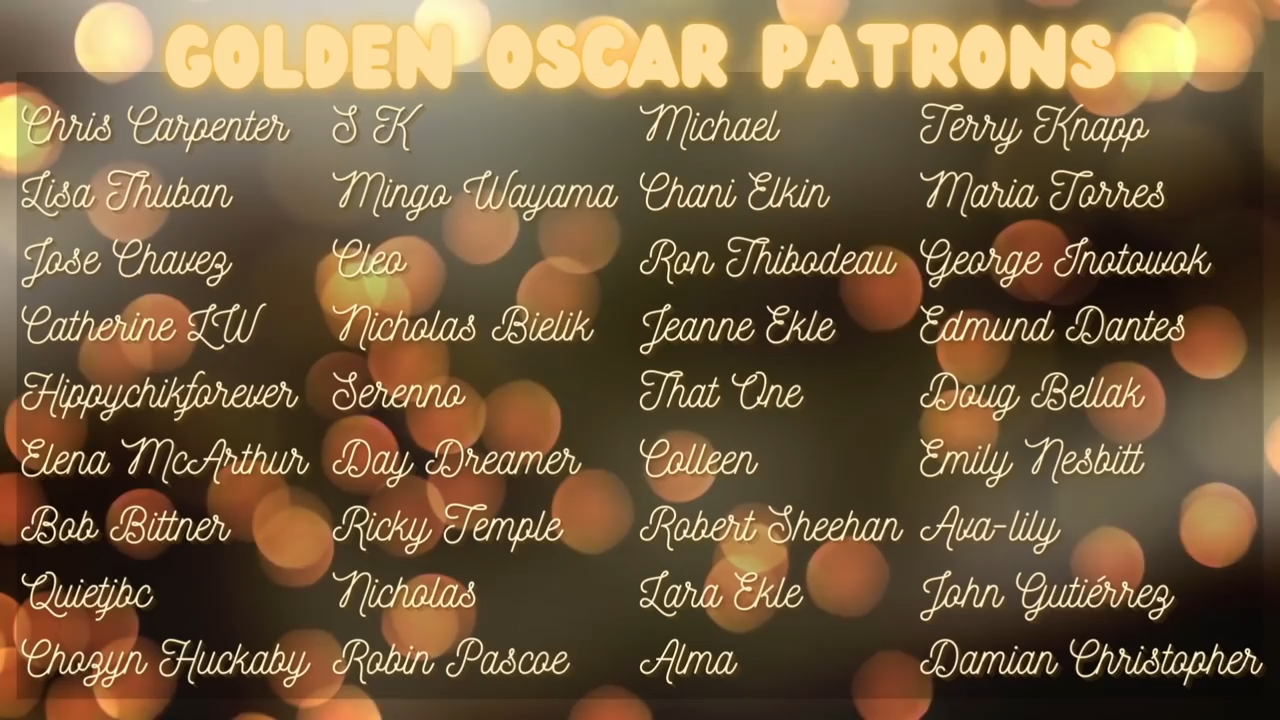 GOLDEN OSCAR PATRONS
Chris Carpenter S K Michael Terry Knapp
Lisa Thuban Mingo Wayama Chani Elkin Maria Torres
Jose Chavez Cleo Ron Thibodeau George Inotowok
Catherine LW Nicholas Bielik Jeanne Ekle Edmund Dantes
Hippychikforever Serenno That One Doug Bellak
Elena McArthur Day Dreamer Colleen Emily Nesbitt
Bob Bittner Ricky Temple Robert Sheehan Ava-lily
Quietjbc Nicholas Lara Ekle John Gutiérrez
Chozyn Huckaby Robin Pascoe Alma Damian Christopher